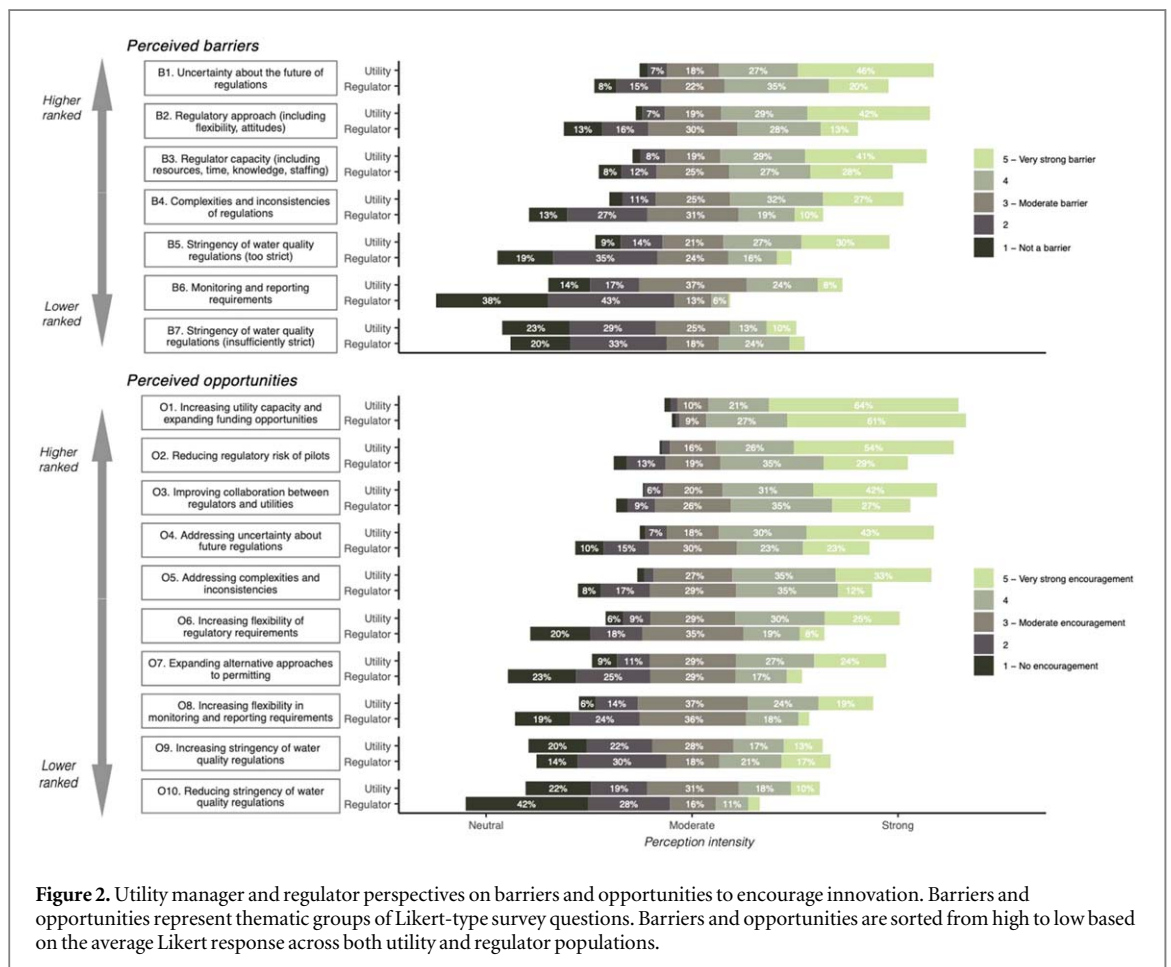 Perceived barriers
Higher
ranked
Lower
ranked
B1. Uncertainty about the future of
regulations
Utility
7% 18% 27% 46%
Regulator
8% 15% 22% 35% 20%
B2. Regulatory approach (including
flexibility, attitudes)
Utility
7% 19% 29% 42%
Regulator
13% 16% 30% 28% 13%
B3. Regulator capacity (including
resources, time, knowledge, staffing)
Utility
8% 19% 29% 41%
Regulator
8% 12% 25% 27% 28%
B4. Complexities and inconsistencies
of regulations
Utility
11% 25% 32% 27%
Regulator
13% 27% 31% 19% 10%
B5. Stringency of water quality
regulations (too strict)
Utility
9% 14% 21% 27% 30%
Regulator
19% 35% 24% 16%
B6. Monitoring and reporting
requirements
Utility
14% 17% 37% 24% 8%
Regulator
38% 43% 13% 6%
B7. Stringency of water quality
regulations (insufficiently strict)
Utility
23% 29% 25% 13% 10%
Regulator
20% 33% 18% 24%
5 – Very strong barrier
4
3 – Moderate barrier
2
1 – Not a barrier
Perceived opportunities
Higher
ranked
Lower
ranked
O1. Increasing utility capacity and
expanding funding opportunities
Utility
10% 21% 64%
Regulator
9% 27% 61%
O2. Reducing regulatory risk of pilots
Utility
16% 26% 54%
Regulator
13% 19% 35% 29%
O3. Improving collaboration between
regulators and utilities
Utility
6% 20% 31% 42%
Regulator
9% 26% 35% 27%
O4. Addressing uncertainty about
future regulations
Utility
7% 18% 30% 43%
Regulator
10% 15% 30% 23% 23%
O5. Addressing complexities and
inconsistencies
Utility
27% 35% 33%
Regulator
8% 17% 29% 35% 12%
O6. Increasing flexibility of
regulatory requirements
Utility
6% 9% 29% 30% 25%
Regulator
20% 18% 35% 19% 8%
O7. Expanding alternative approaches
to permitting
Utility
9% 11% 29% 27% 24%
Regulator
23% 25% 29% 17%
O8. Increasing flexibility in
monitoring and reporting requirements
Utility
6% 14% 37% 24% 19%
Regulator
19% 24% 36% 18%
O9. Increasing stringency of water
quality regulations
Utility
20% 22% 28% 17% 13%
Regulator
14% 30% 18% 21% 17%
O10. Reducing stringency of water
quality regulations
Utility
22% 19% 31% 18% 10%
Regulator
42% 28% 16% 11%
5 – Very strong encouragement
4
3 – Moderate encouragement
2
1 – No encouragement
Neutral Moderate Strong
Perception intensity
Figure 2. Utility manager and regulator perspectives on barriers and opportunities to encourage innovation. Barriers and
opportunities represent thematic groups of Likert-type survey questions. Barriers and opportunities are sorted from high to low based
on the average Likert response across both utility and regulator populations.